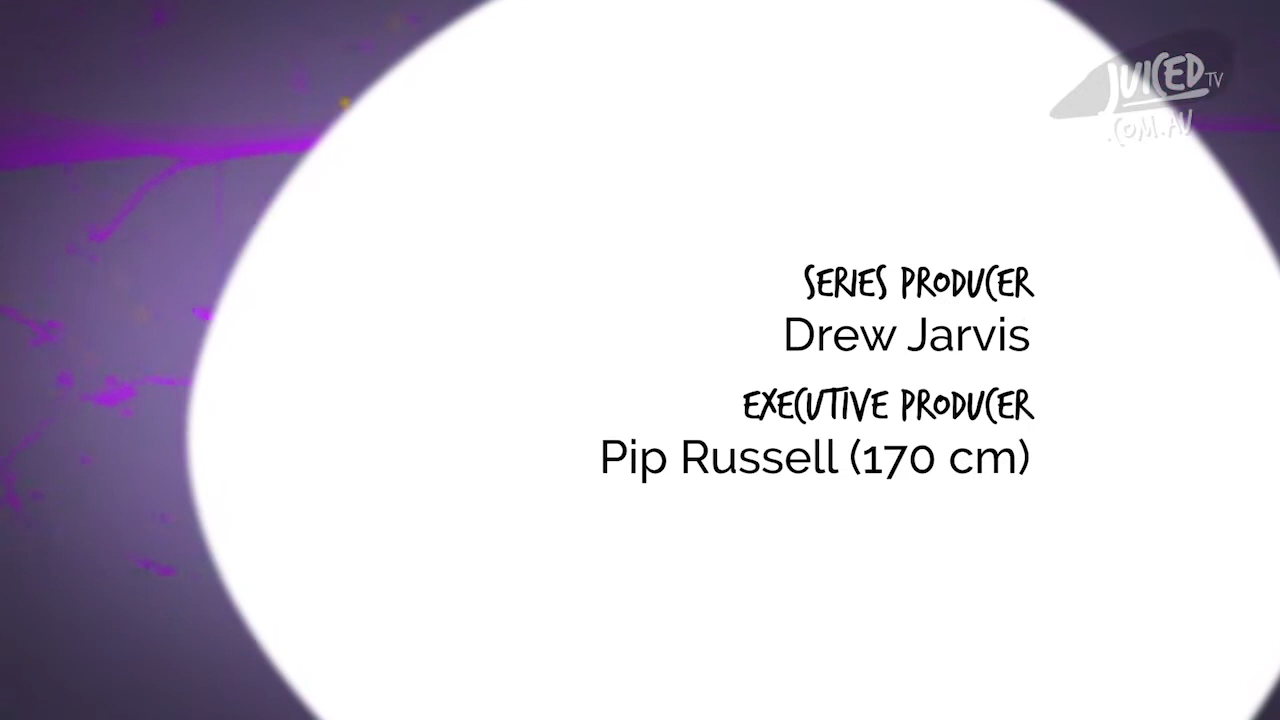 JUICED TV
.COM.AU
SERIES PRODUCER
Drew Jarvis
EXECUTIVE PRODUCER
Pip Russell (170 cm)